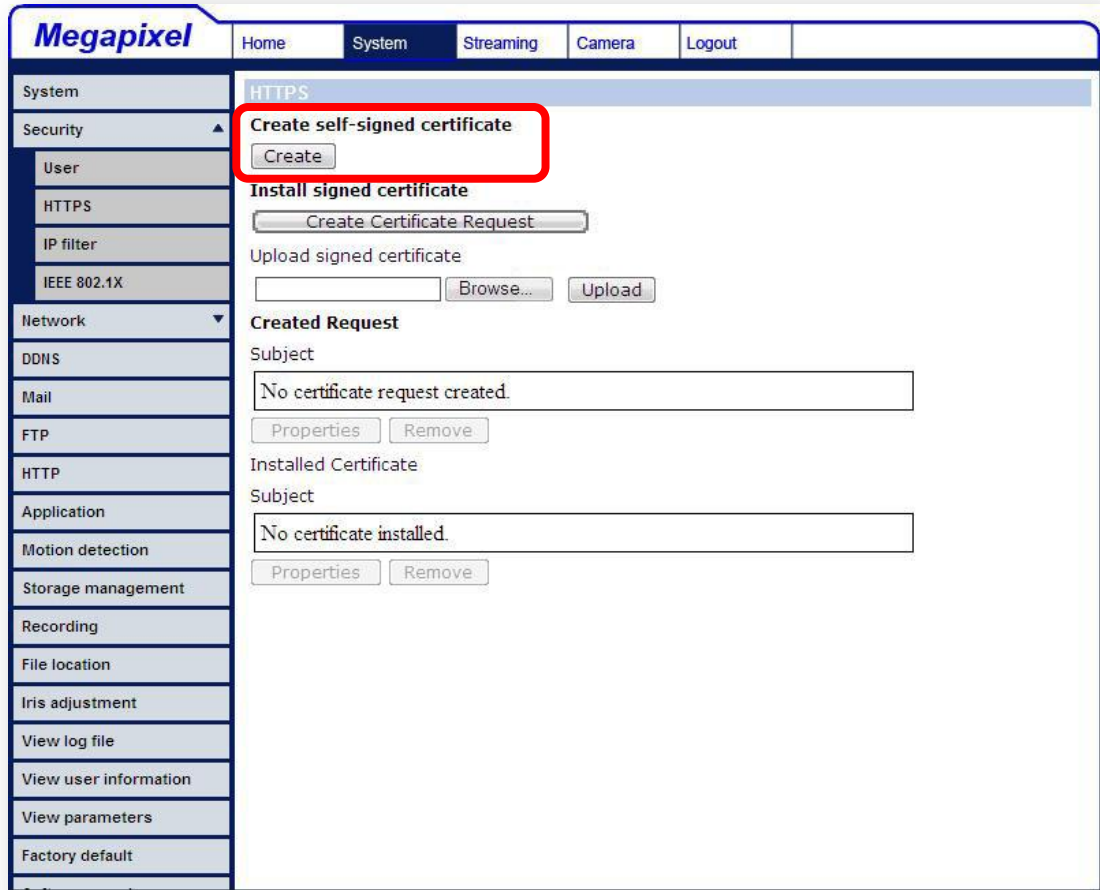 Megapixel
Home System Streaming Camera Logout
System
Security
User
HTTPS
IP filter
IEEE 802.1X
Network
DDNS
Mail
FTP
HTTP
Application
Motion detection
Storage management
Recording
File location
Iris adjustment
View log file
View user information
View parameters
Factory default
HTTPS
Create self-signed certificate
Create
Install signed certificate
Create Certificate Request
Upload signed certificate
Browse... Upload
Created Request
Subject
No certificate request created.
Properties Remove
Installed Certificate
Subject
No certificate installed.
Properties Remove